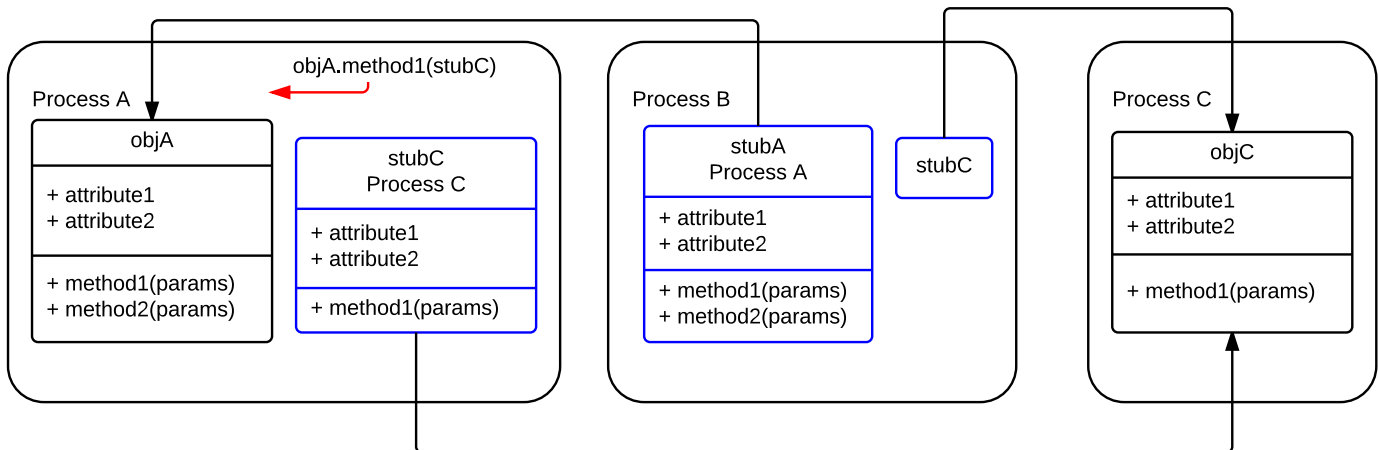 objA.method1(stubC)
Process A
objA
+ attribute1
+ attribute2
+ method1(params)
+ method2(params)
stubC
Process C
+ attribute1
+ attribute2
+ method1(params)
Process B
stubA
Process A
+ attribute1
+ attribute2
+ method1(params)
+ method2(params)
stubC
Process C
objC
+ attribute1
+ attribute2
+ method1(params)